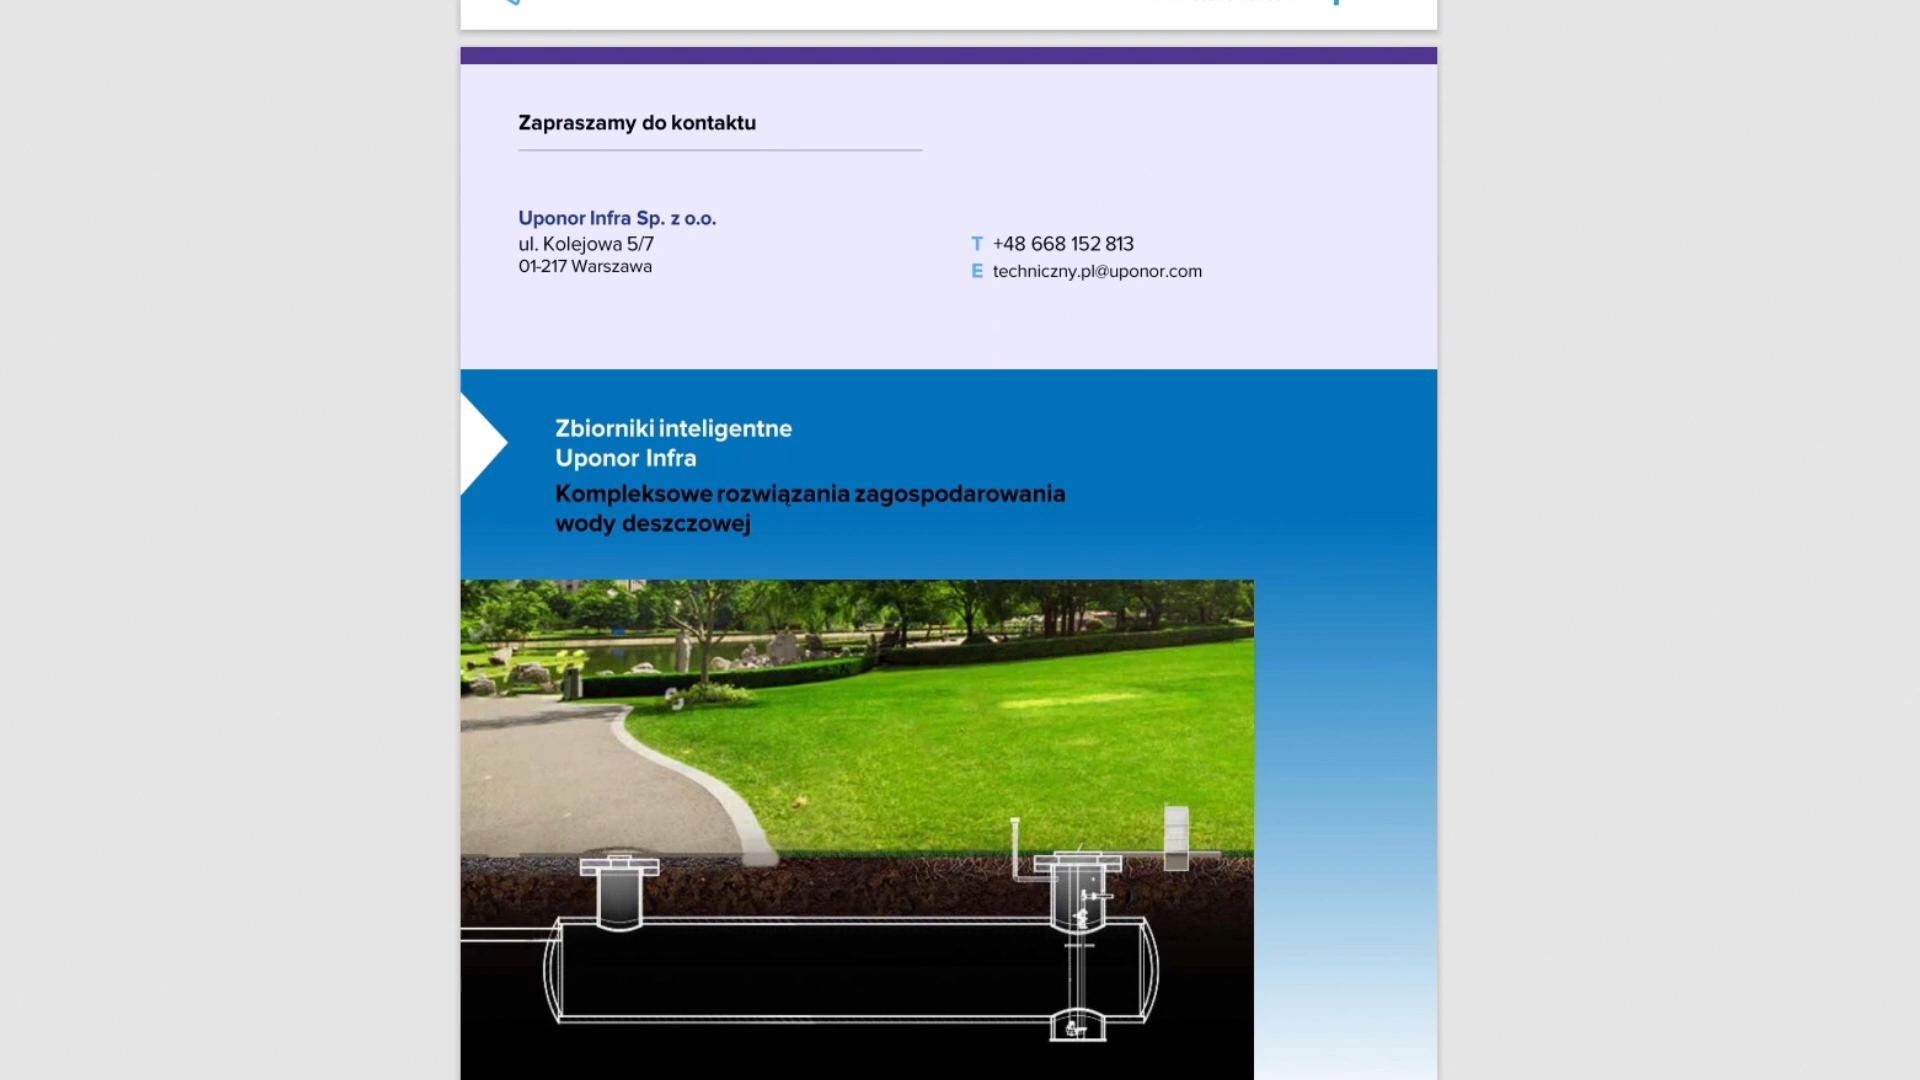 Zapraszamy do kontaktu
Uponor Infra Sp. z o.o.
ul. Kolejowa 5/7
01-217 Warszawa
T +48 668 152 813
E techniczny.pl@uponor.com
Zbiorniki inteligentne
Uponor Infra
Kompleksowe rozwiązania zagospodarowania
wody deszczowej